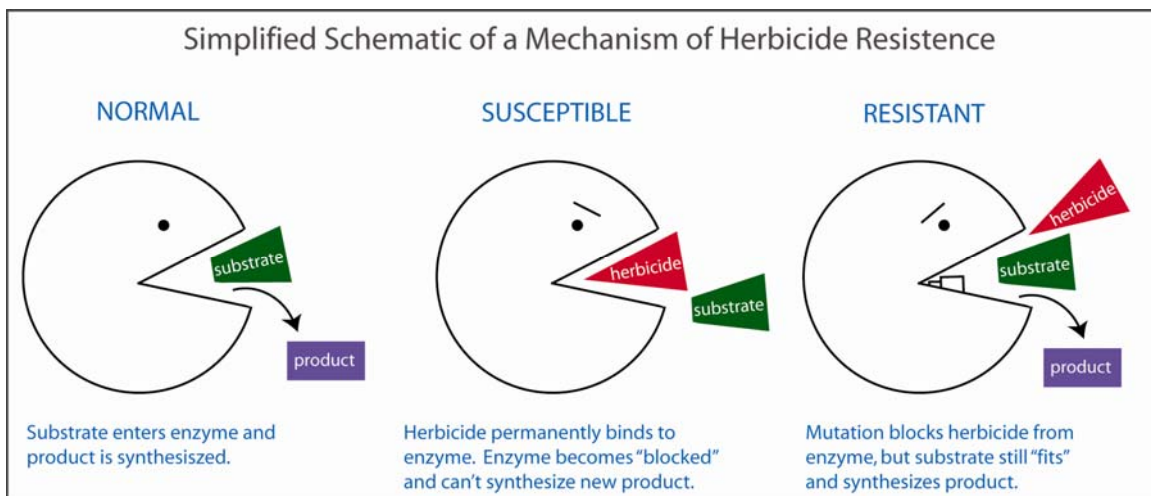 Simplified Schematic of a Mechanism of Herbicide Resistence
NORMAL
substrate
product
Substrate enters enzyme and
product is synthesiszed.
SUSCEPTIBLE
herbicide
substrate
Herbicide permanently binds to
enzyme. Enzyme becomes "blocked"
and can't synthesize new product.
RESISTANT
herbicide
substrate
product
Mutation blocks herbicide from
enzyme, but substrate still "fits"
and synthesizes product.